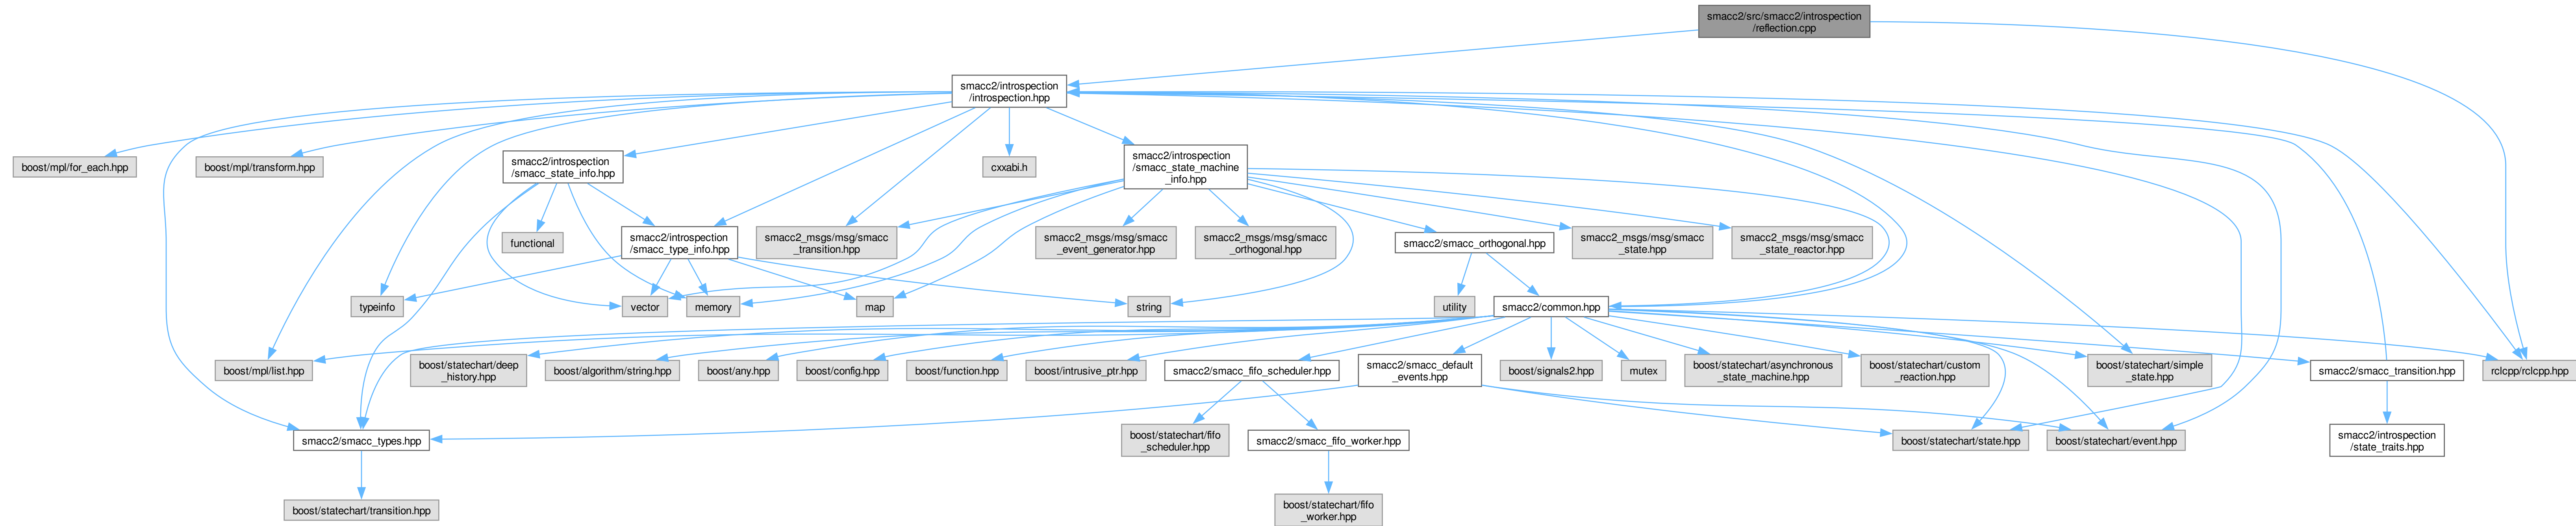 smacc2/src/smacc2/introspection
/reflection.cpp
smacc2/introspection
/introspection.hpp
boost/mpl/for_each.hpp
boost/mpl/transform.hpp
smacc2/introspection
/smacc_state_info.hpp
cxxabi.h
smacc2/introspection
/smacc_state_machine
_info.hpp
functional
smacc2/introspection
/smacc_type_info.hpp
smacc2_msgs/msg/smacc
_transition.hpp
smacc2_msgs/msg/smacc
_event_generator.hpp
smacc2_msgs/msg/smacc
_orthogonal.hpp
smacc2/smacc_orthogonal.hpp
smacc2_msgs/msg/smacc
_state.hpp
smacc2_msgs/msg/smacc
_state_reactor.hpp
typeinfo
vector
memory
map
string
utility
smacc2/common.hpp
boost/mpl/list.hpp
boost/statechart/deep
_history.hpp
boost/algorithm/string.hpp
boost/any.hpp
boost/config.hpp
boost/function.hpp
boost/intrusive_ptr.hpp
smacc2/smacc_fifo_scheduler.hpp
smacc2/smacc_default
_events.hpp
boost/signals2.hpp
mutex
boost/statechart/asynchronous
_state_machine.hpp
boost/statechart/custom
_reaction.hpp
boost/statechart/simple
_state.hpp
smacc2/smacc_transition.hpp
rclcpp/rclcpp.hpp
smacc2/smacc_types.hpp
boost/statechart/fifo
_scheduler.hpp
smacc2/smacc_fifo_worker.hpp
boost/statechart/state.hpp
boost/statechart/event.hpp
smacc2/introspection
/state_traits.hpp
boost/statechart/transition.hpp
boost/statechart/fifo
_worker.hpp